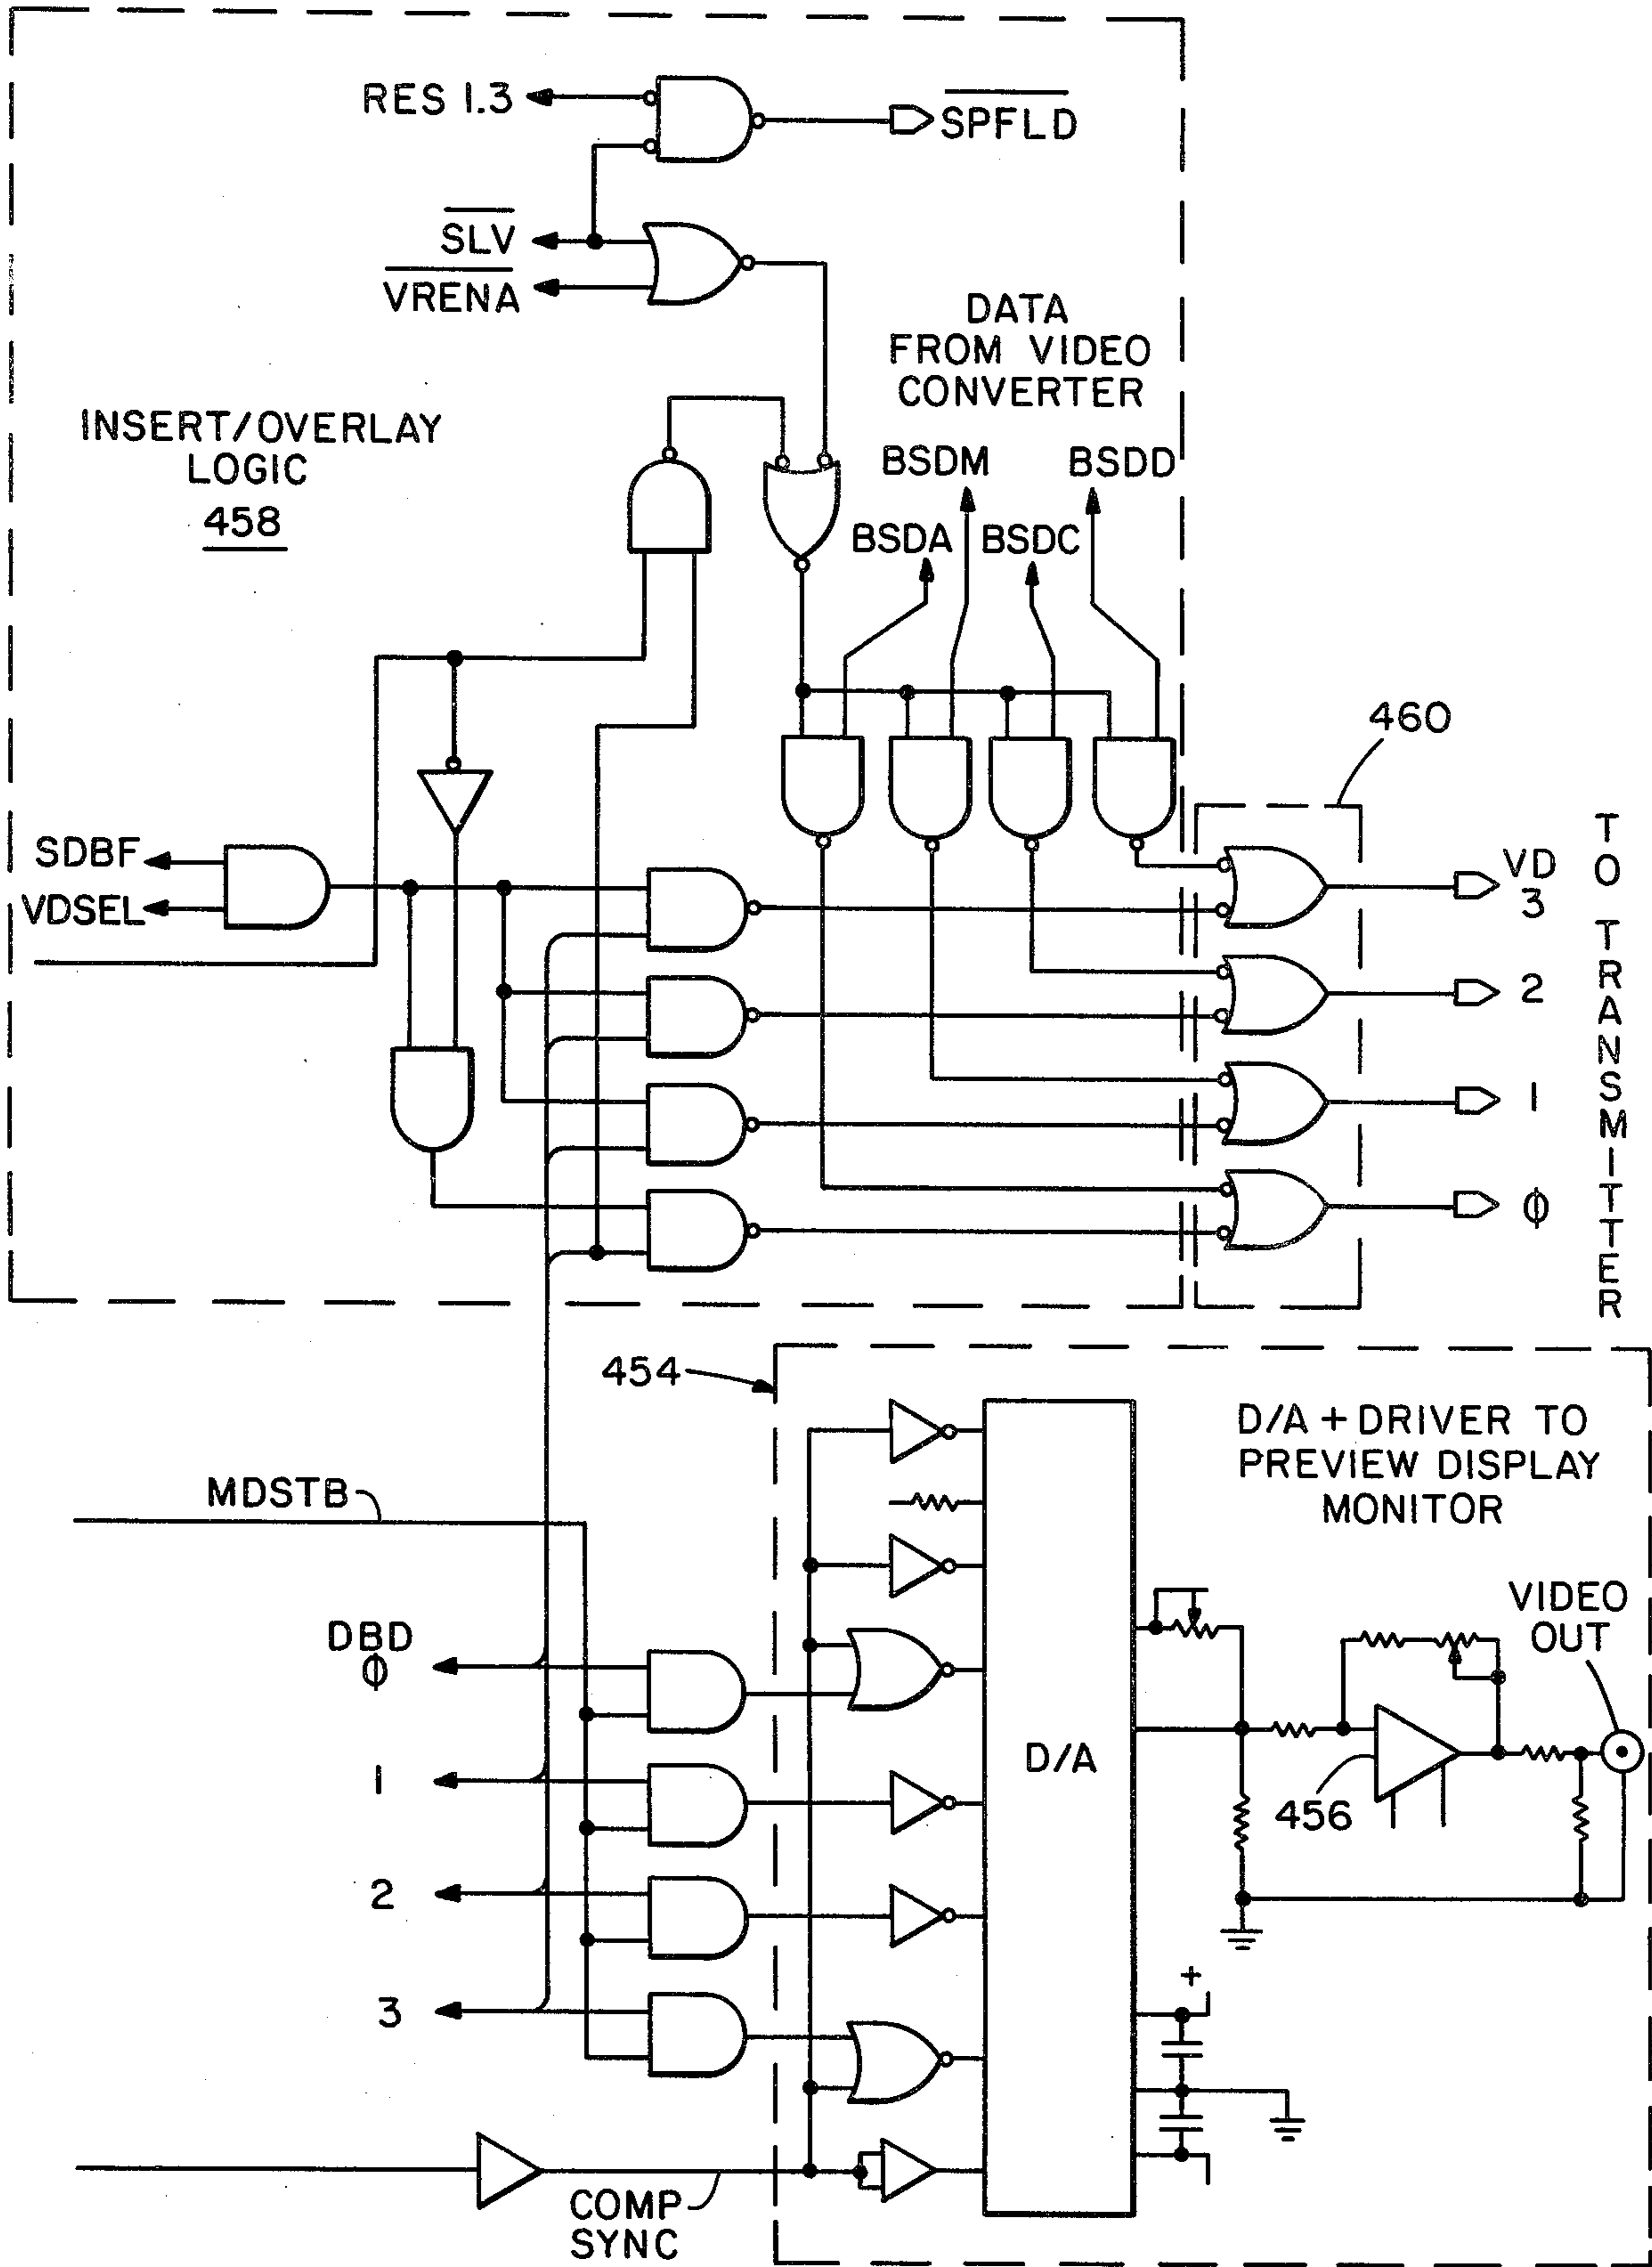 RES 1.3
SPFLD
SLV
VRENA
DATA
FROM VIDEO
CONVERTER
INSERT/OVERLAY
LOGIC
458
BSDM
BSDD
BSDA
BSDC
460
SDBF
VDSEL
VD
3
2
1
ϕ
TO TRANSMITTER
454
D/A + DRIVER TO
PREVIEW DISPLAY
MONITOR
MDSTB
VIDEO
OUT
DBD
ϕ
1
2
3
D/A
456
+
COMP
SYNC